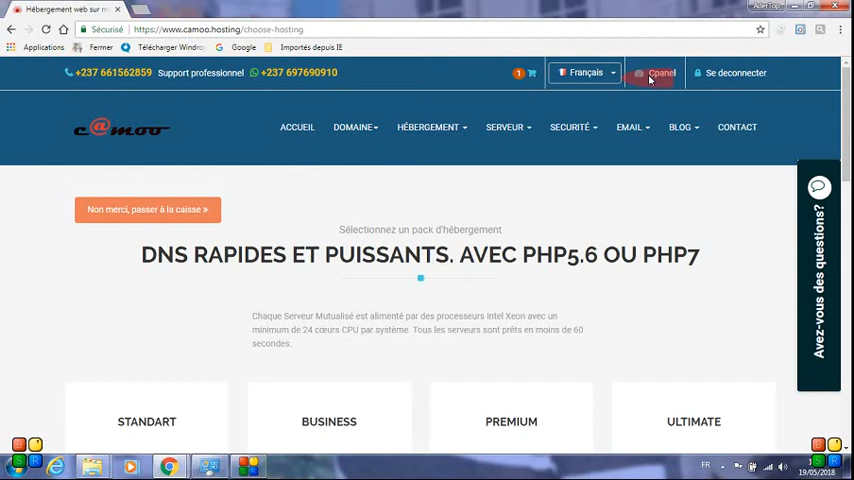 Hébergement web sur m
AderTop
Sécurisé https://www.camoo.hosting/choose-hosting
Applications Fermer Télécharger Windro Google Importés depuis IE
+237 661562859 Support professionnel +237 697690910 1 Français Cpanel Se deconnecter
c@moo ACCUEIL DOMAINE HÉBERGEMENT SERVEUR SECURITÉ EMAIL BLOG CONTACT
Non merci, passer à la caisse »
Sélectionnez un pack d'hébergement
DNS RAPIDES ET PUISSANTS. AVEC PHP5.6 OU PHP7
Chaque Serveur Mutualisé est alimenté par des processeurs Intel Xeon avec un
minimum de 24 cœurs CPU par système. Tous les serveurs sont prêts en moins de 60
secondes.
Avez-vous des questions?
STANDART BUSINESS PREMIUM ULTIMATE
FR
19/05/2018